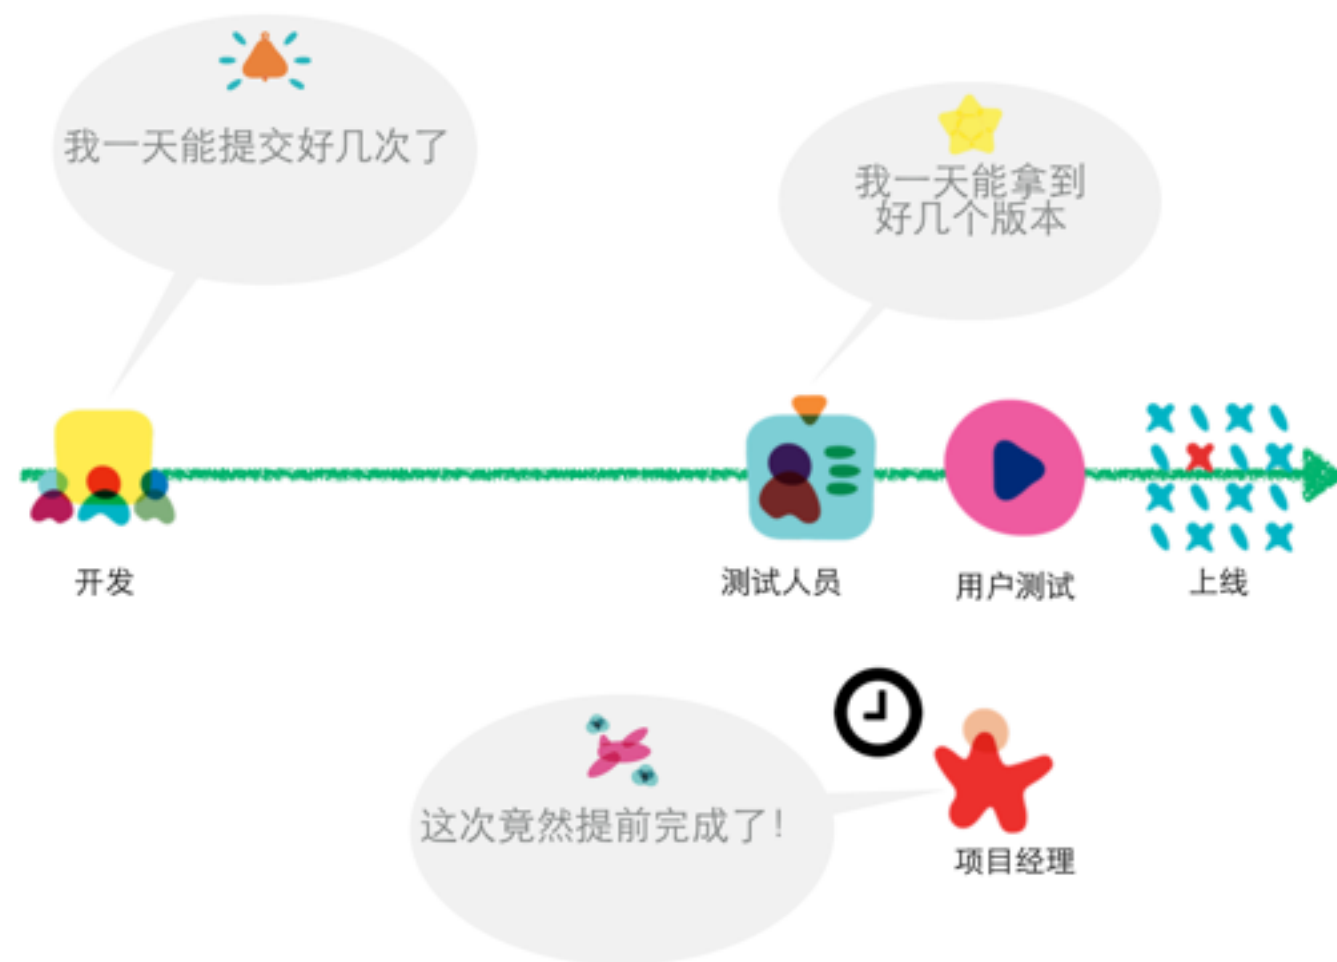 我一天能提交好几次了
我一天能拿到
好几个版本
开发
测试人员
用户测试
上线
这次竟然提前完成了!
项目经理